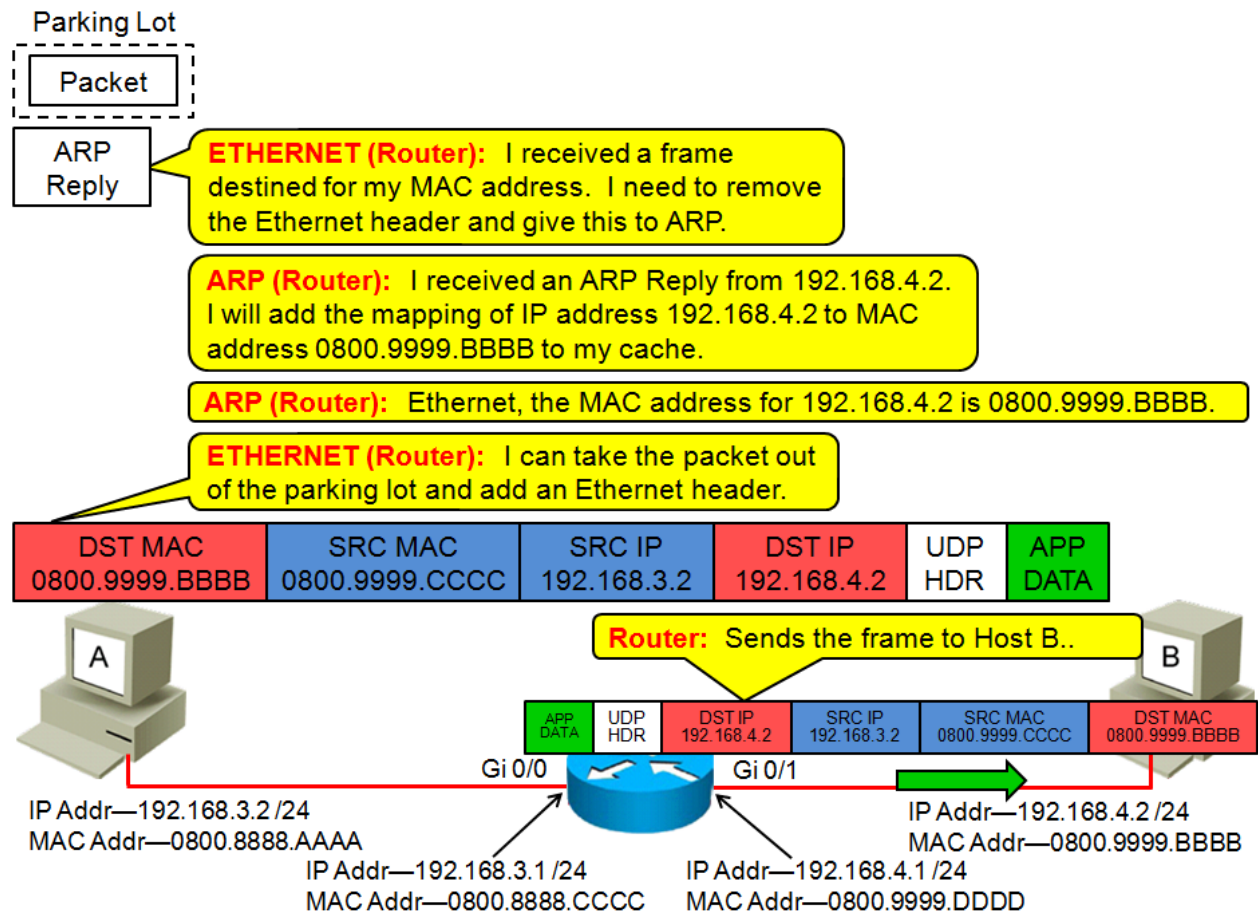 Parking Lot
Packet
ARP
Reply
ETHERNET (Router): I received a frame
destined for my MAC address. I need to remove
the Ethernet header and give this to ARP.
ARP (Router): I received an ARP Reply from 192.168.4.2.
I will add the mapping of IP address 192.168.4.2 to MAC
address 0800.9999.BBBB to my cache.
ARP (Router): Ethernet, the MAC address for 192.168.4.2 is 0800.9999.BBBB.
ETHERNET (Router): I can take the packet out
of the parking lot and add an Ethernet header.
DST MAC
0800.9999.BBBB
SRC MAC
0800.9999.CCCC
SRC IP
192.168.3.2
DST IP
192.168.4.2
UDP
HDR
APP
DATA
A
Router: Sends the frame to Host B..
B
APP
DATA
UDP
HDR
DST IP
192.168.4.2
SRC IP
192.168.3.2
SRC MAC
0800.9999.CCCC
DST MAC
0800.9999.BBBB
Gi 0/0
Gi 0/1
IP Addr—192.168.3.2 /24
MAC Addr—0800.8888.AAAA
IP Addr—192.168.4.2 /24
MAC Addr—0800.9999.BBBB
IP Addr—192.168.3.1 /24
MAC Addr—0800.8888.CCCC
IP Addr—192.168.4.1 /24
MAC Addr—0800.9999.DDDD